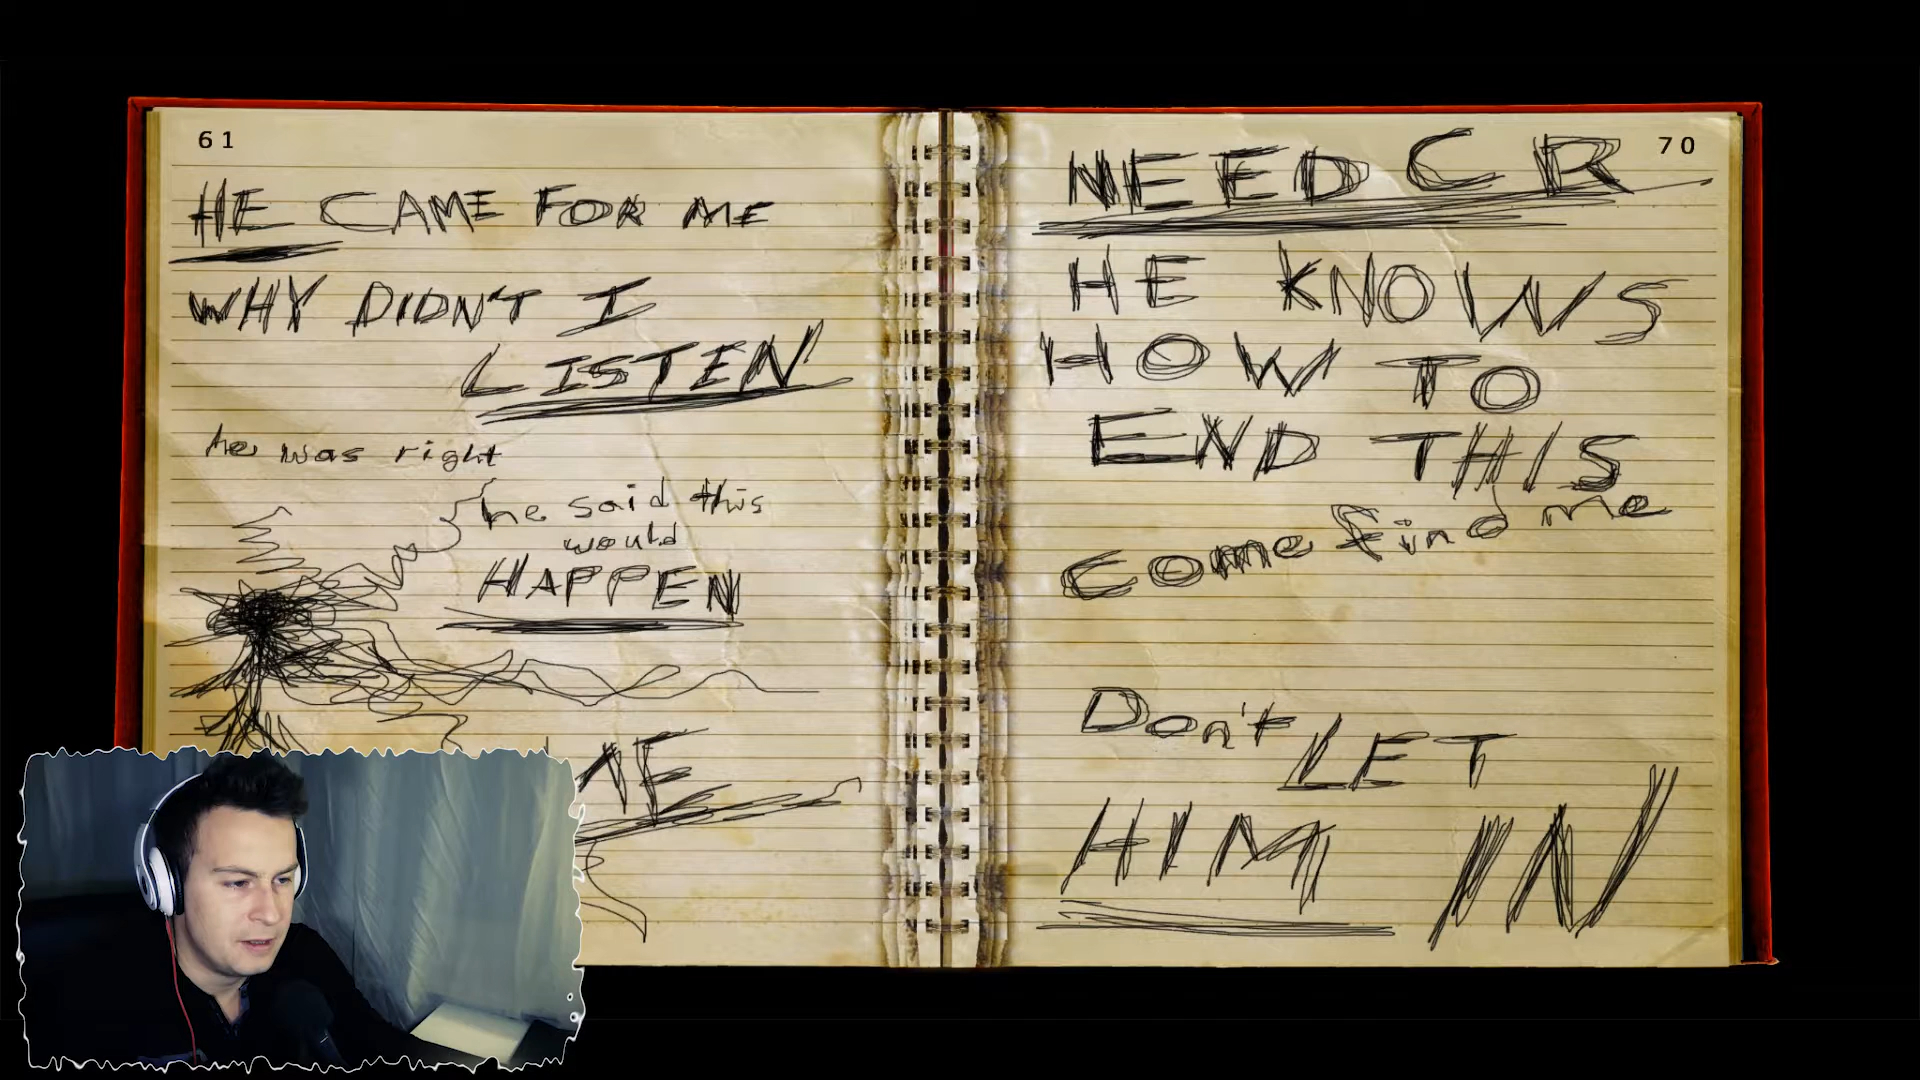 61
HE CAME FOR ME
WHY DIDN'T I
LISTEN
he was right
he said this
would
HAPPEN
70
NEED CR
HE KNOWS
HOW TO
END THIS
come find me
Don't LET
HIM IN